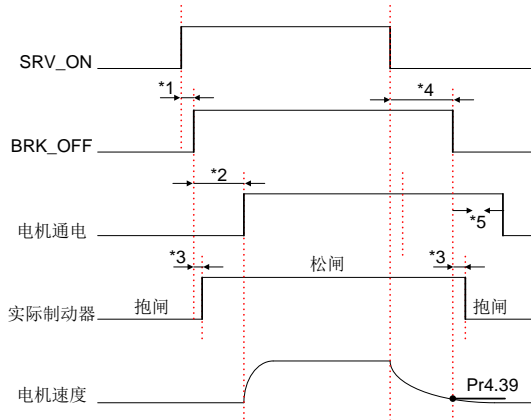 SRV_ON
*1
*4
BRK_OFF
*2
电机通电
*5
*3
松闸
*3
实际制动器
抱闸
抱闸
Pr4.39
电机速度